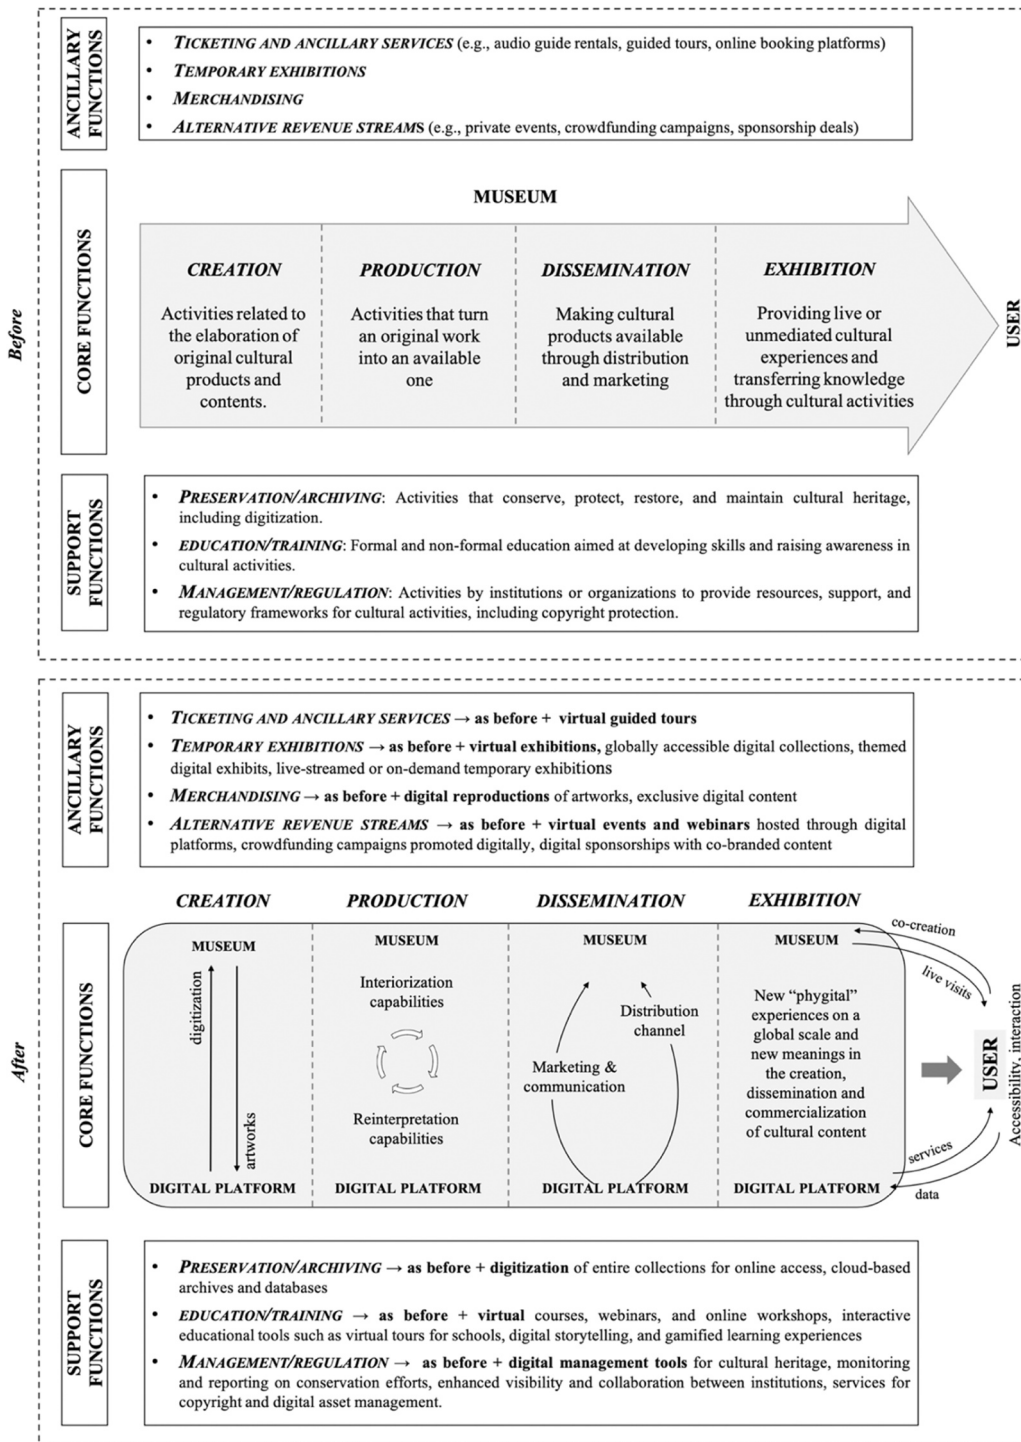 Before
ANCILLARY
FUNCTIONS
• TICKETING AND ANCILLARY SERVICES (e.g., audio guide rentals, guided tours, online booking platforms)
• TEMPORARY EXHIBITIONS
• MERCHANDISING
• ALTERNATIVE REVENUE STREAMS (e.g., private events, crowdfunding campaigns, sponsorship deals)
CORE FUNCTIONS
MUSEUM
CREATION
Activities related to
the elaboration of
original cultural
products and
contents.
PRODUCTION
Activities that turn
an original work
into an available
one
DISSEMINATION
Making cultural
products available
through distribution
and marketing
EXHIBITION
Providing live or
unmediated cultural
experiences and
transferring knowledge
through cultural activities
USER
SUPPORT
FUNCTIONS
• PRESERVATION/ARCHIVING: Activities that conserve, protect, restore, and maintain cultural heritage,
including digitization.
• EDUCATION/TRAINING: Formal and non-formal education aimed at developing skills and raising awareness in
cultural activities.
• MANAGEMENT/REGULATION: Activities by institutions or organizations to provide resources, support, and
regulatory frameworks for cultural activities, including copyright protection.
After
ANCILLARY
FUNCTIONS
• TICKETING AND ANCILLARY SERVICES → as before + virtual guided tours
• TEMPORARY EXHIBITIONS → as before + virtual exhibitions, globally accessible digital collections, themed
digital exhibits, live-streamed or on-demand temporary exhibitions
• MERCHANDISING → as before + digital reproductions of artworks, exclusive digital content
• ALTERNATIVE REVENUE STREAMS → as before + virtual events and webinars hosted through digital
platforms, crowdfunding campaigns promoted digitally, digital sponsorships with co-branded content
CORE FUNCTIONS
CREATION
MUSEUM
digitization
artworks
DIGITAL PLATFORM
PRODUCTION
MUSEUM
Interiorization
capabilities
Reinterpretation
capabilities
DIGITAL PLATFORM
DISSEMINATION
MUSEUM
Distribution
channel
Marketing &
communication
DIGITAL PLATFORM
EXHIBITION
MUSEUM
New “phygital”
experiences on a
global scale and
new meanings in
the creation,
dissemination and
commercialization
of cultural content
DIGITAL PLATFORM
co-creation
live visits
USER
Accessibility, interaction
services
data
SUPPORT
FUNCTIONS
• PRESERVATION/ARCHIVING → as before + digitization of entire collections for online access, cloud-based
archives and databases
• EDUCATION/TRAINING → as before + virtual courses, webinars, and online workshops, interactive
educational tools such as virtual tours for schools, digital storytelling, and gamified learning experiences
• MANAGEMENT/REGULATION → as before + digital management tools for cultural heritage, monitoring
and reporting on conservation efforts, enhanced visibility and collaboration between institutions, services for
copyright and digital asset management.